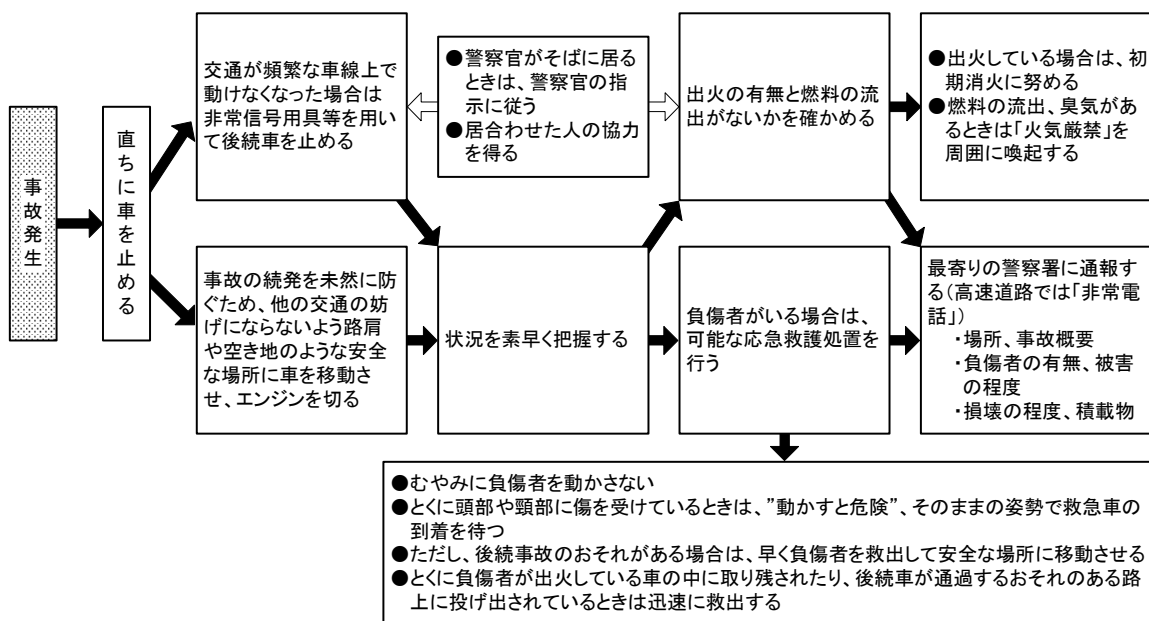 事故発生
直ちに車を止める
交通が頻繁な車線上で
動けなくなった場合は
非常信号用具等を用い
て後続車を止める
●警察官がそばに居る
ときは、警察官の指
示に従う
●居合わせた人の協力
を得る
出火の有無と燃料の流
出がないかを確かめる
●出火している場合は、初
期消火に努める
●燃料の流出、臭気があ
るときは「火気厳禁」を
周囲に喚起する
事故の続発を未然に防
ぐため、他の交通の妨
げにならないよう路肩
や空き地のような安全
な場所に車を移動さ
せ、エンジンを切る
状況を素早く把握する
負傷者がいる場合は、
可能な応急救護処置を
行う
最寄りの警察署に通報す
る(高速道路では「非常電
話」)
・場所、事故概要
・負傷者の有無、被害
の程度
・損壊の程度、積載物
●むやみに負傷者を動かさない
●とくに頭部や頸部に傷を受けているときは、”動かすと危険”、そのままの姿勢で救急車の
到着を待つ
●ただし、後続事故のおそれがある場合は、早く負傷者を救出して安全な場所に移動させる
●とくに負傷者が出火している車の中に取り残されたり、後続車が通過するおそれのある路
上に投げ出されているときは迅速に救出する